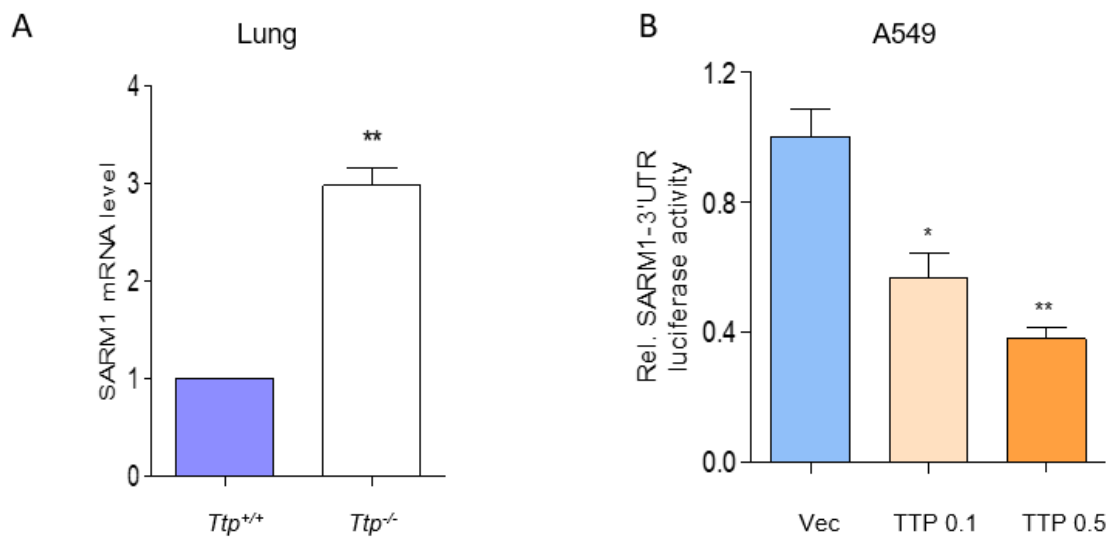 A
Lung
SARM1 mRNA level
4
3
2
1
0
**
Ttp+/+
Ttp-/-
B
A549
Rel. SARM1-3'UTR
luciferase activity
1.2
0.8
0.4
0.0
*
**
Vec
TTP 0.1
TTP 0.5